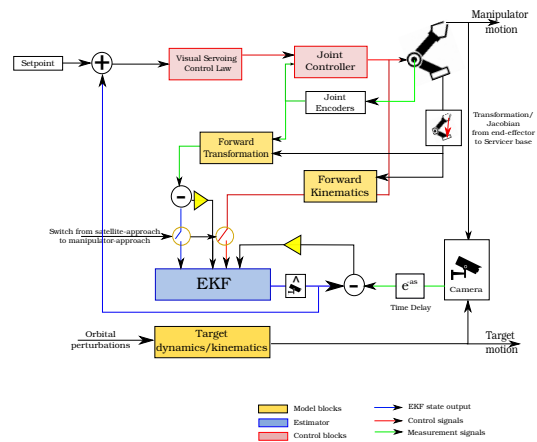 Manipulator
motion
Setpoint
+
Visual Servoing
Control Law
Joint
Controller
Joint
Encoders
Transformation/
Jacobian
from end-effector
to Servicer base
Forward
Transformation
Forward
Kinematics
−
Switch from satellite-approach
to manipulator-approach
EKF
−
e^as
Time Delay
Camera
Orbital
perturbations
Target
dynamics/kinematics
Target
motion
Model blocks
Estimator
Control blocks
EKF state output
Control signals
Measurement signals